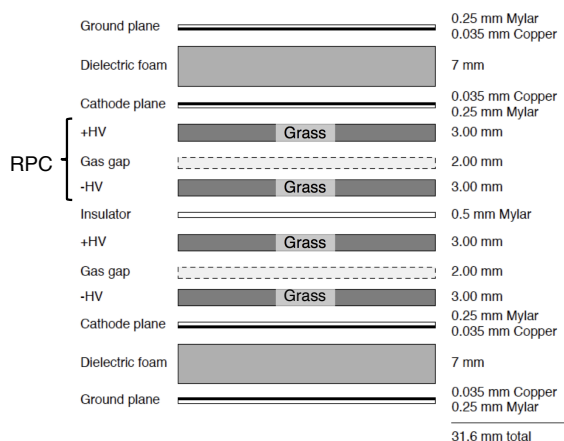 Ground plane
0.25 mm Mylar
0.035 mm Copper
Dielectric foam
7 mm
Cathode plane
0.035 mm Copper
0.25 mm Mylar
RPC
+HV
Grass
3.00 mm
Gas gap
2.00 mm
-HV
Grass
3.00 mm
Insulator
0.5 mm Mylar
+HV
Grass
3.00 mm
Gas gap
2.00 mm
-HV
Grass
3.00 mm
Cathode plane
0.25 mm Mylar
0.035 mm Copper
Dielectric foam
7 mm
Ground plane
0.035 mm Copper
0.25 mm Mylar
31.6 mm total